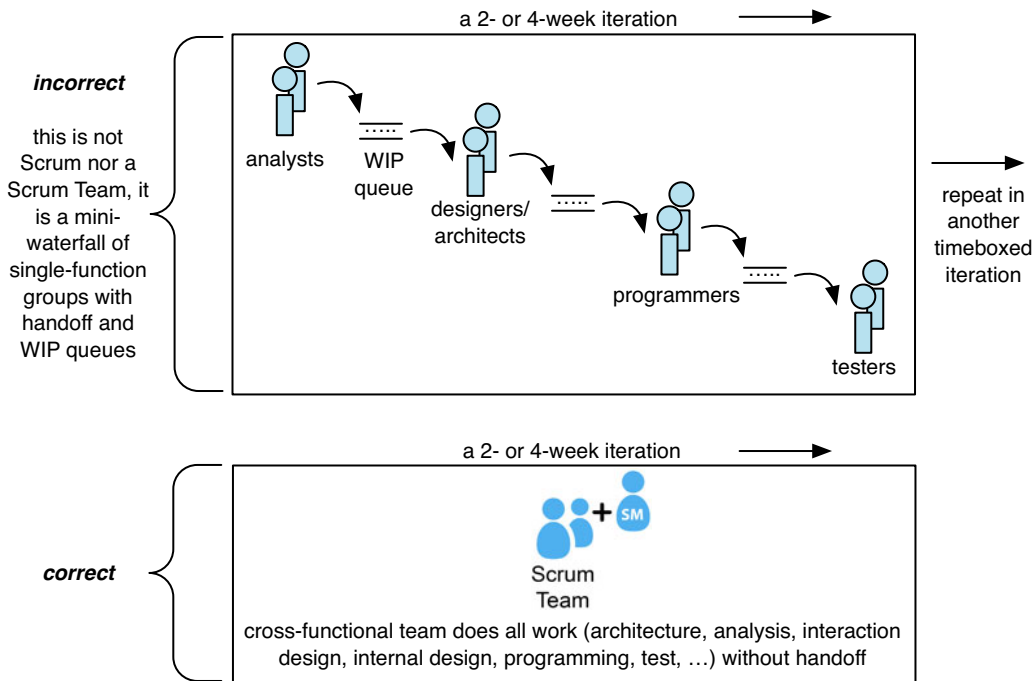 a 2- or 4-week iteration
incorrect
this is not
Scrum nor a
Scrum Team, it
is a mini-
waterfall of
single-function
groups with
handoff and
WIP queues
analysts
WIP
queue
designers/
architects
programmers
testers
repeat in
another
timeboxed
iteration
a 2- or 4-week iteration
correct
+
SM
Scrum
Team
cross-functional team does all work (architecture, analysis, interaction
design, internal design, programming, test, …) without handoff